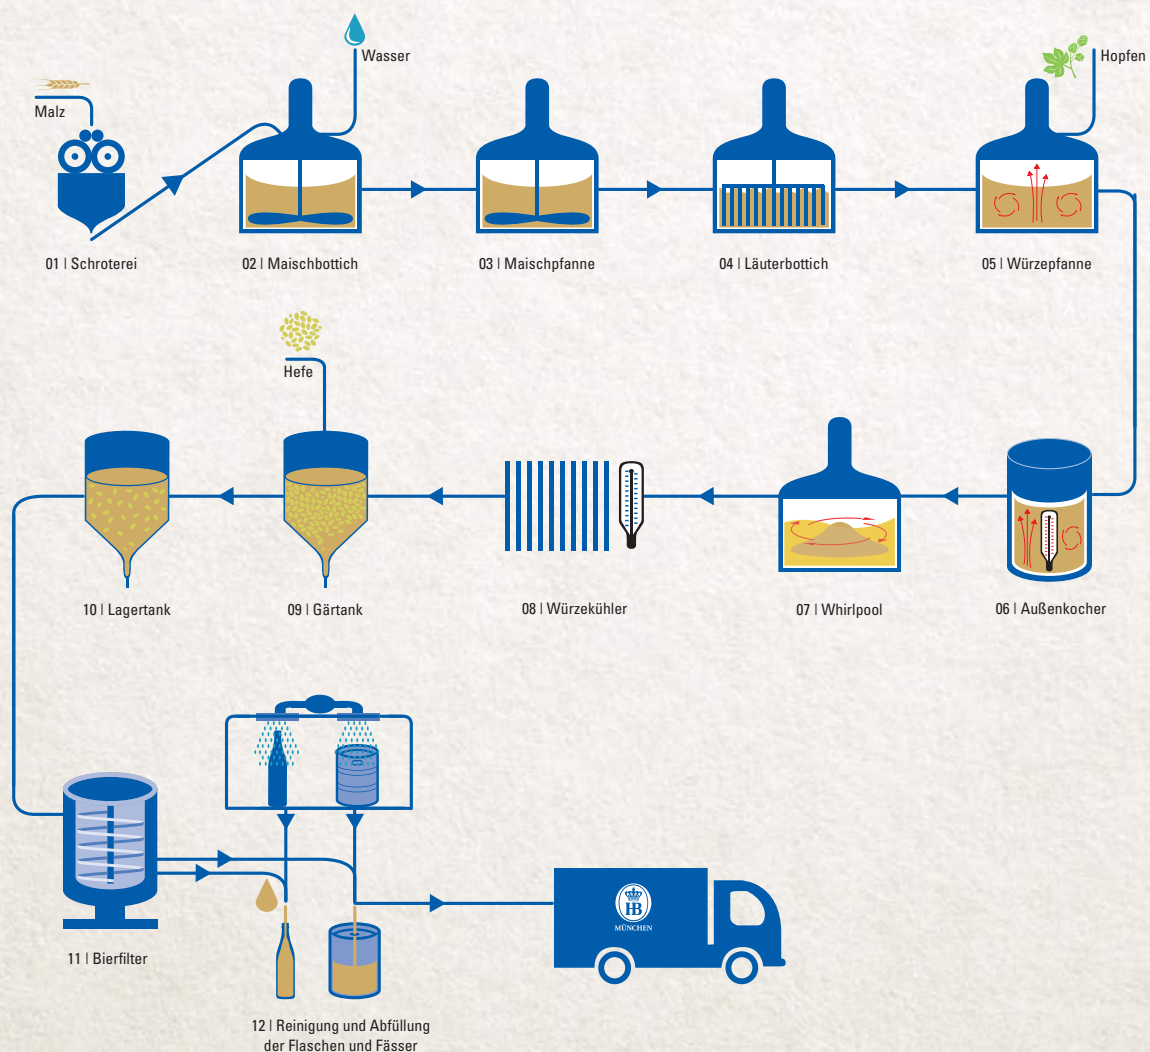 Wasser
Hopfen
Malz
01 | Schroterei
02 | Maischbottich
03 | Maischpfanne
04 | Läuterbottich
05 | Würzepfanne
Hefe
10 | Lagertank
09 | Gärtank
08 | Würzekühler
07 | Whirlpool
06 | Außenkocher
HB
MÜNCHEN
11 | Bierfilter
12 | Reinigung und Abfüllung
der Flaschen und Fässer